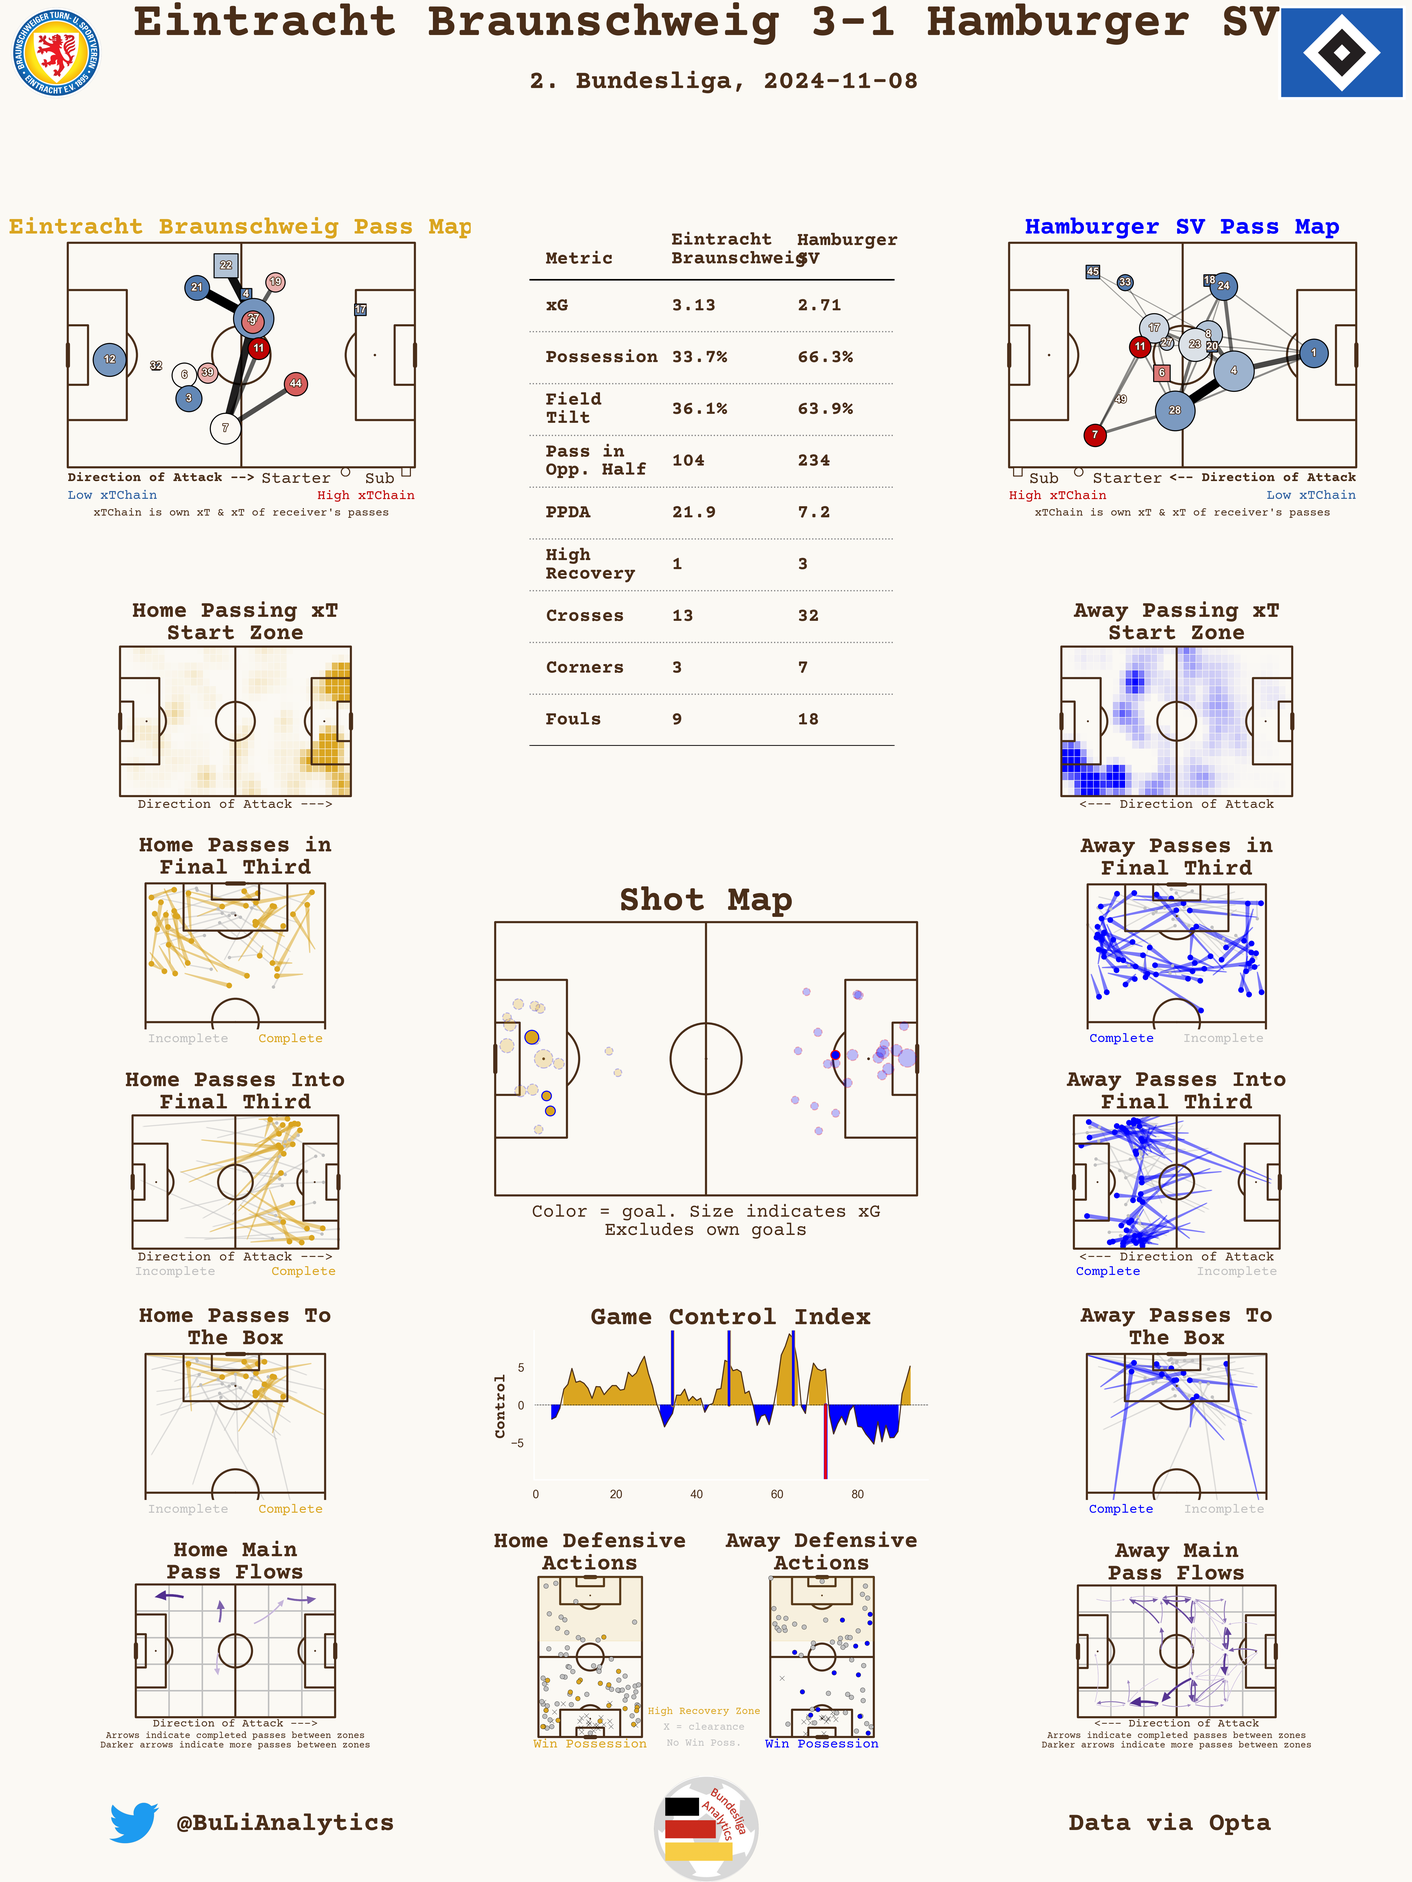 Eintracht Braunschweig 3-1 Hamburger SV
2. Bundesliga, 2024-11-08
BRAUNSCHWEIGER TURN- U. SPORTVEREIN
EINTRACHT E.V. 1895
Eintracht Braunschweig Pass Map
22
21
19
4
17
9
12
11
32
6
39
44
3
7
Direction of Attack --> Starter Sub
Low xTChain High xTChain
xTChain is own xT & xT of receiver's passes
Metric Eintracht Braunschweig Hamburger SV
xG 3.13 2.71
Possession 33.7% 66.3%
Field Tilt 36.1% 63.9%
Pass in Opp. Half 104 234
PPDA 21.9 7.2
High Recovery 1 3
Crosses 13 32
Corners 3 7
Fouls 9 18
Hamburger SV Pass Map
45
33
18
24
17
8
11
27
23
20
1
6
4
49
28
7
Sub Starter <-- Direction of Attack
High xTChain Low xTChain
xTChain is own xT & xT of receiver's passes
Home Passing xT
Start Zone
Direction of Attack --->
Away Passing xT
Start Zone
<--- Direction of Attack
Home Passes in
Final Third
Incomplete Complete
Away Passes in
Final Third
Complete Incomplete
Shot Map
Color = goal. Size indicates xG
Excludes own goals
Home Passes Into
Final Third
Direction of Attack --->
Incomplete Complete
Away Passes Into
Final Third
<--- Direction of Attack
Complete Incomplete
Home Passes To
The Box
Incomplete Complete
Game Control Index
Control
5
0
−5
0 20 40 60 80
Away Passes To
The Box
Complete Incomplete
Home Main
Pass Flows
Direction of Attack --->
Arrows indicate completed passes between zones
Darker arrows indicate more passes between zones
Home Defensive
Actions
Win Possession
High Recovery Zone
X = clearance
No Win Poss.
Away Defensive
Actions
Win Possession
Away Main
Pass Flows
<--- Direction of Attack
Arrows indicate completed passes between zones
Darker arrows indicate more passes between zones
@BuLiAnalytics
Bundesliga
Analytics
Data via Opta